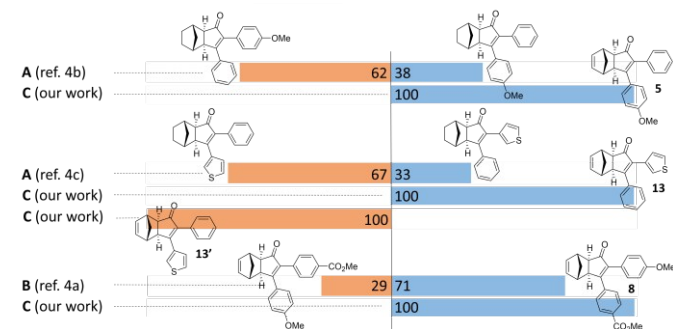 H O
OMe
H
H O
H
OMe
H O
H
5
MeO
A (ref. 4b) 62 38
C (our work) 100
H O
H
S
H O
S
H
H O
S
H
13
A (ref. 4c) 67 33
C (our work) 100
C (our work) 100
H O
H
S
13'
H O
CO₂Me
H
OMe
H O
OMe
H
8
CO₂Me
B (ref. 4a) 29 71
C (our work) 100